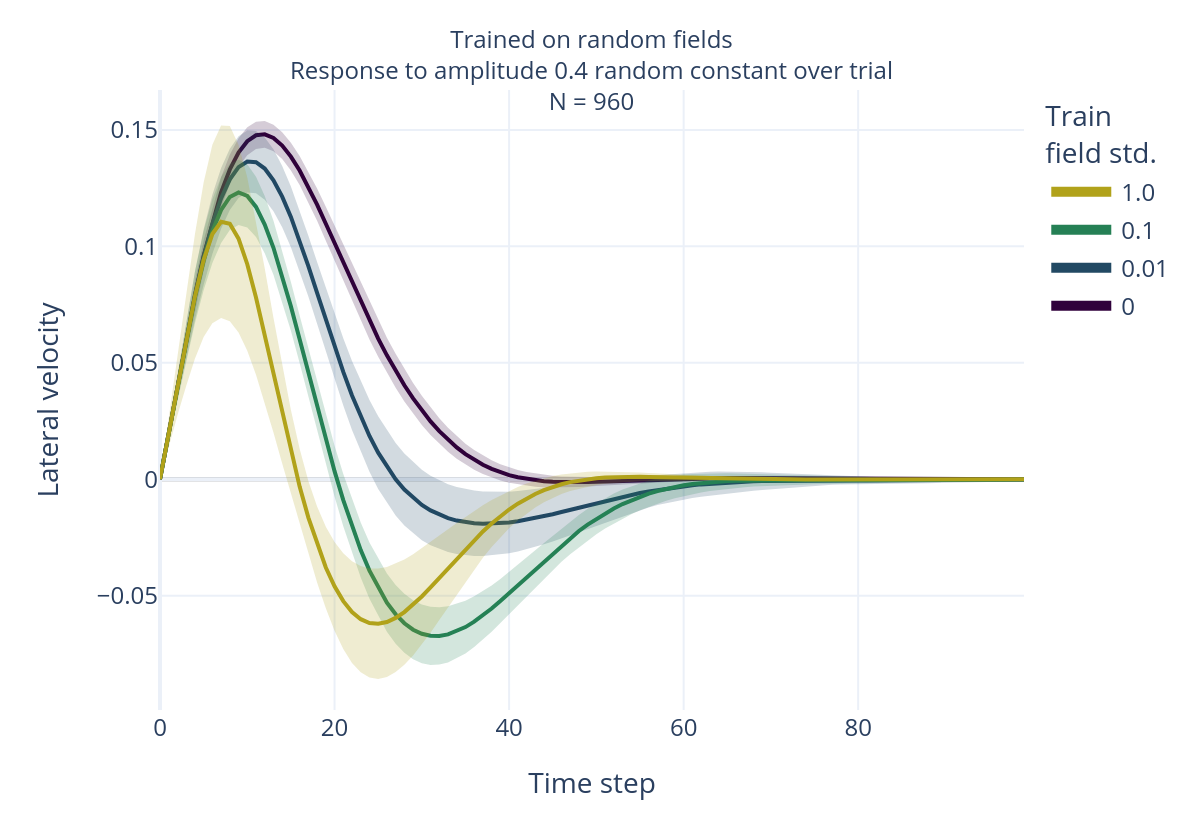 Trained on random fields
Response to amplitude 0.4 random constant over trial
N = 960
Train
field std.
1.0
0.1
0.01
0
0.15
0.1
0.05
0
−0.05
Lateral velocity
0
20
40
60
80
Time step